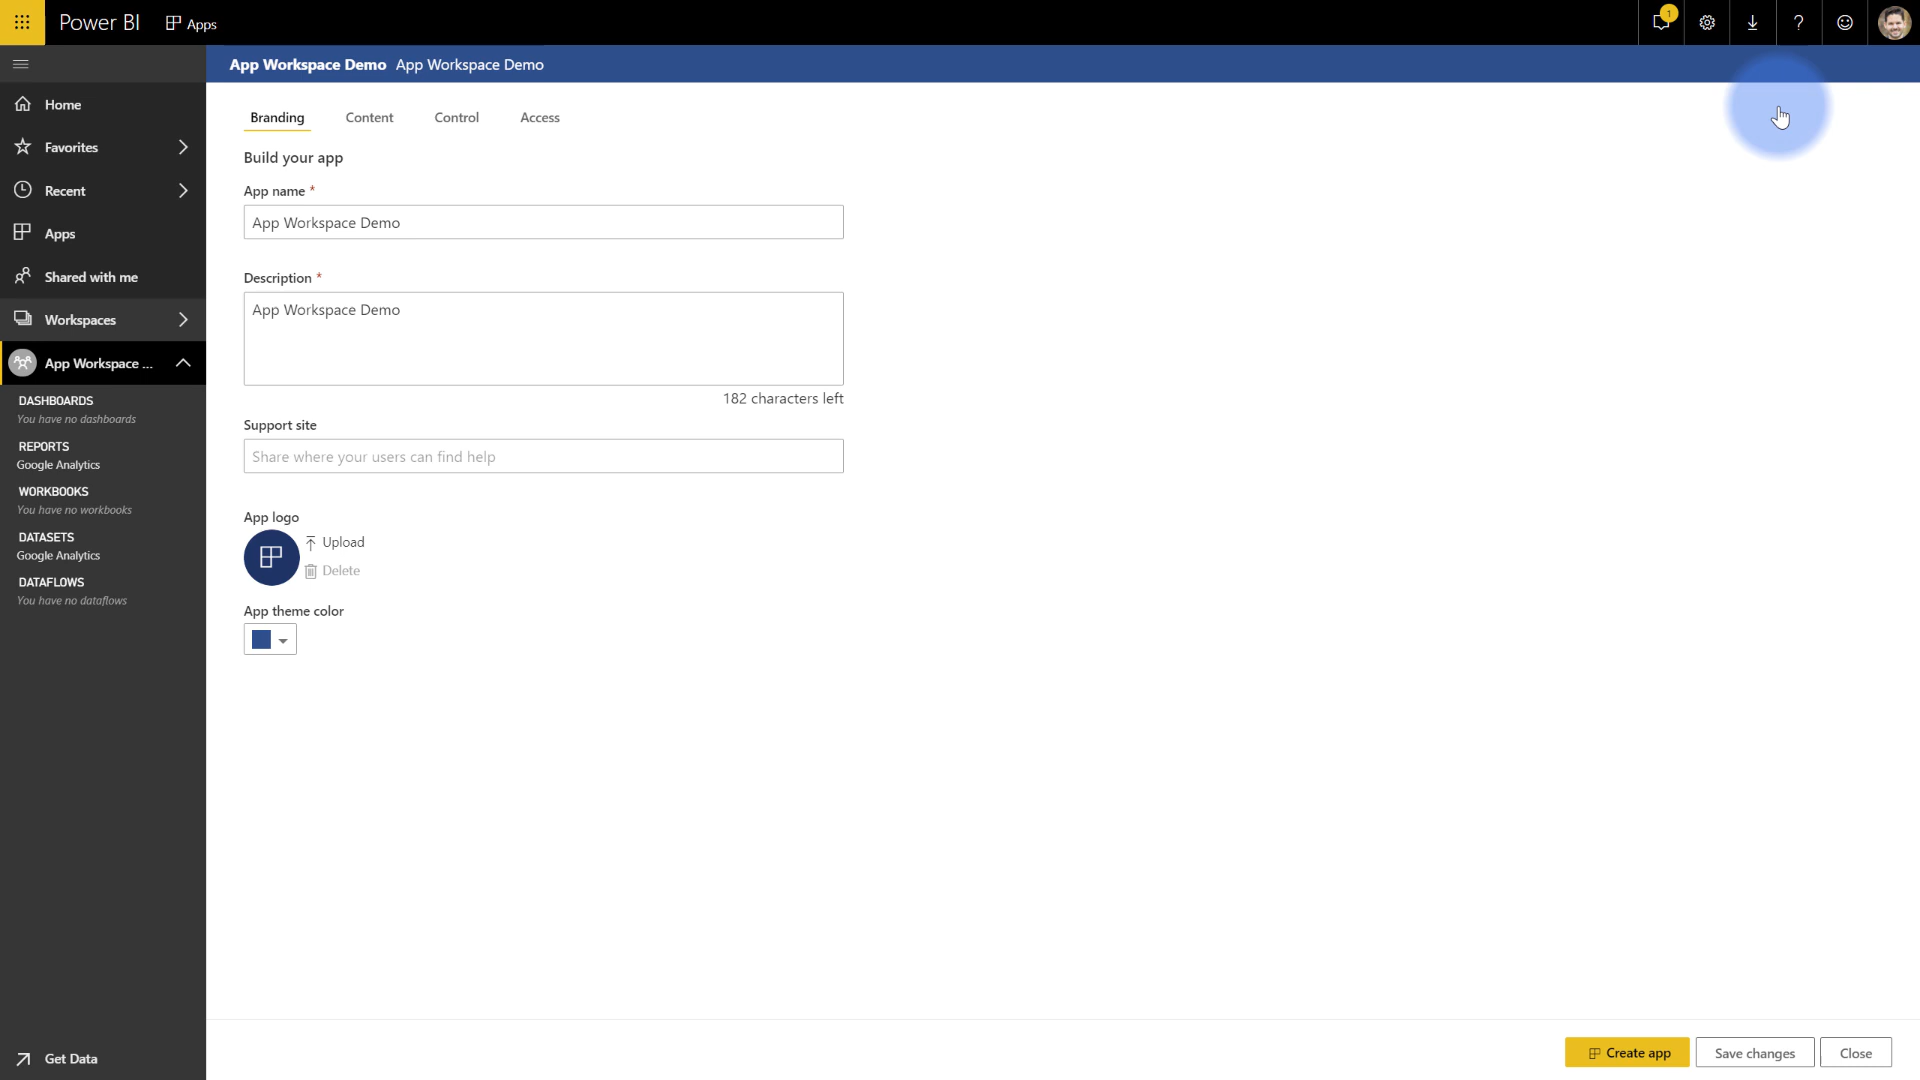 Power BI
Apps
1
?
App Workspace Demo App Workspace Demo
Home
Favorites
Recent
Apps
Shared with me
Workspaces
App Workspace ...
DASHBOARDS
You have no dashboards
REPORTS
Google Analytics
WORKBOOKS
You have no workbooks
DATASETS
Google Analytics
DATAFLOWS
You have no dataflows
Get Data
Branding Content Control Access
Build your app
App name *
App Workspace Demo
Description *
App Workspace Demo
182 characters left
Support site
Share where your users can find help
App logo
Upload
Delete
App theme color
Create app Save changes Close